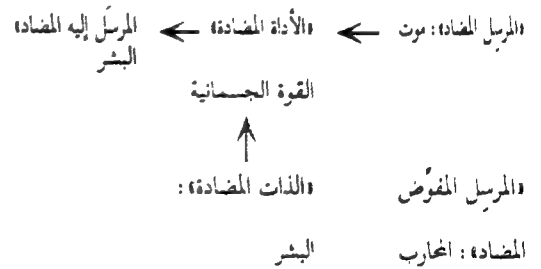 «المرسِل المضاد»: موت ← «الأداة المضادة» ← المرسَل إليه المضاد»
البشر
القوة الجسمانية
↑
«المرسِل المفوِّض «الذات المضادة»:
المضاد»: المحارب البشر